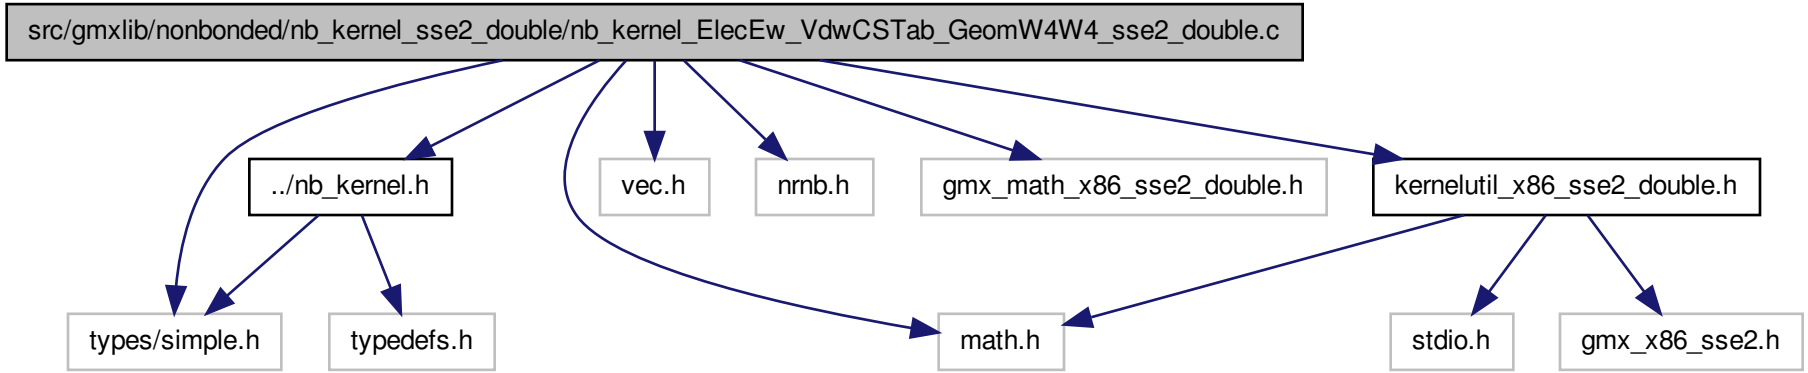 src/gmxlib/nonbonded/nb_kernel_sse2_double/nb_kernel_ElecEw_VdwCSTab_GeomW4W4_sse2_double.c
../nb_kernel.h
vec.h
nrnb.h
gmx_math_x86_sse2_double.h
kernelutil_x86_sse2_double.h
types/simple.h
typedefs.h
math.h
stdio.h
gmx_x86_sse2.h